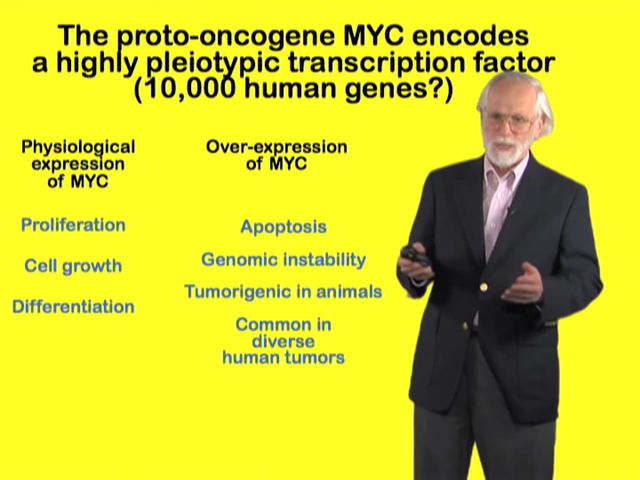 The proto-oncogene MYC encodes
a highly pleiotypic transcription factor
(10,000 human genes?)
Physiological
expression
of MYC
Proliferation
Cell growth
Differentiation
Over-expression
of MYC
Apoptosis
Genomic instability
Tumorigenic in animals
Common in
diverse
human tumors